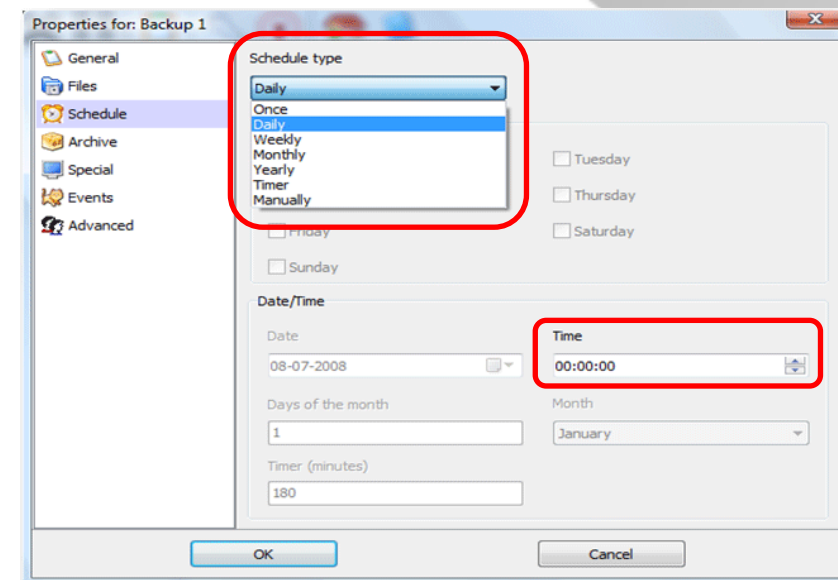 Properties for: Backup 1
General
Files
Schedule
Archive
Special
Events
Advanced
Schedule type
Daily
Once
Daily
Weekly
Monthly
Yearly
Timer
Manually
Tuesday
Thursday
Friday
Saturday
Sunday
Date/Time
Date
Time
08-07-2008
00:00:00
Days of the month
Month
1
January
Timer (minutes)
180
OK
Cancel